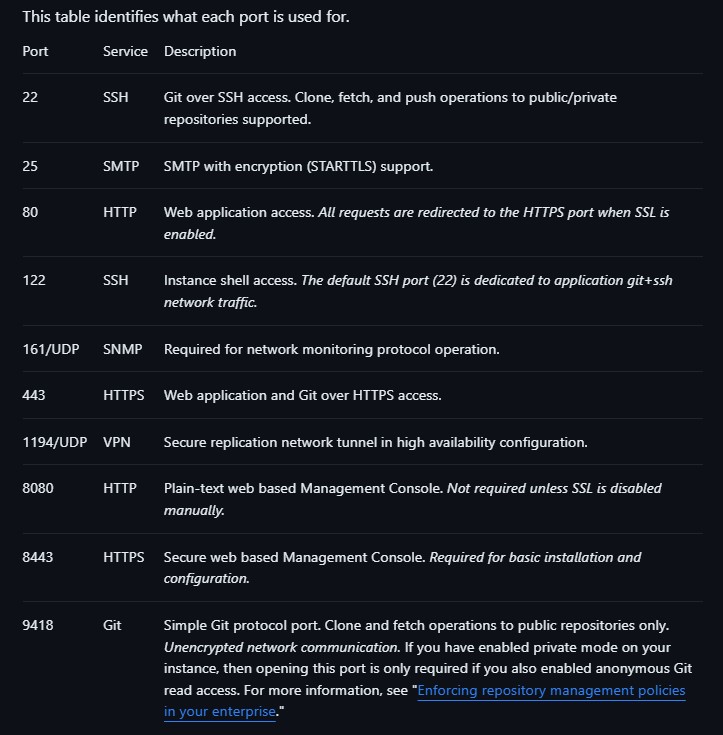 This table identifies what each port is used for.
Port Service Description
22 SSH Git over SSH access. Clone, fetch, and push operations to public/private
repositories supported.
25 SMTP SMTP with encryption (STARTTLS) support.
80 HTTP Web application access. All requests are redirected to the HTTPS port when SSL is
enabled.
122 SSH Instance shell access. The default SSH port (22) is dedicated to application git+ssh
network traffic.
161/UDP SNMP Required for network monitoring protocol operation.
443 HTTPS Web application and Git over HTTPS access.
1194/UDP VPN Secure replication network tunnel in high availability configuration.
8080 HTTP Plain-text web based Management Console. Not required unless SSL is disabled
manually.
8443 HTTPS Secure web based Management Console. Required for basic installation and
configuration.
9418 Git Simple Git protocol port. Clone and fetch operations to public repositories only.
Unencrypted network communication. If you have enabled private mode on your
instance, then opening this port is only required if you also enabled anonymous Git
read access. For more information, see "Enforcing repository management policies
in your enterprise."